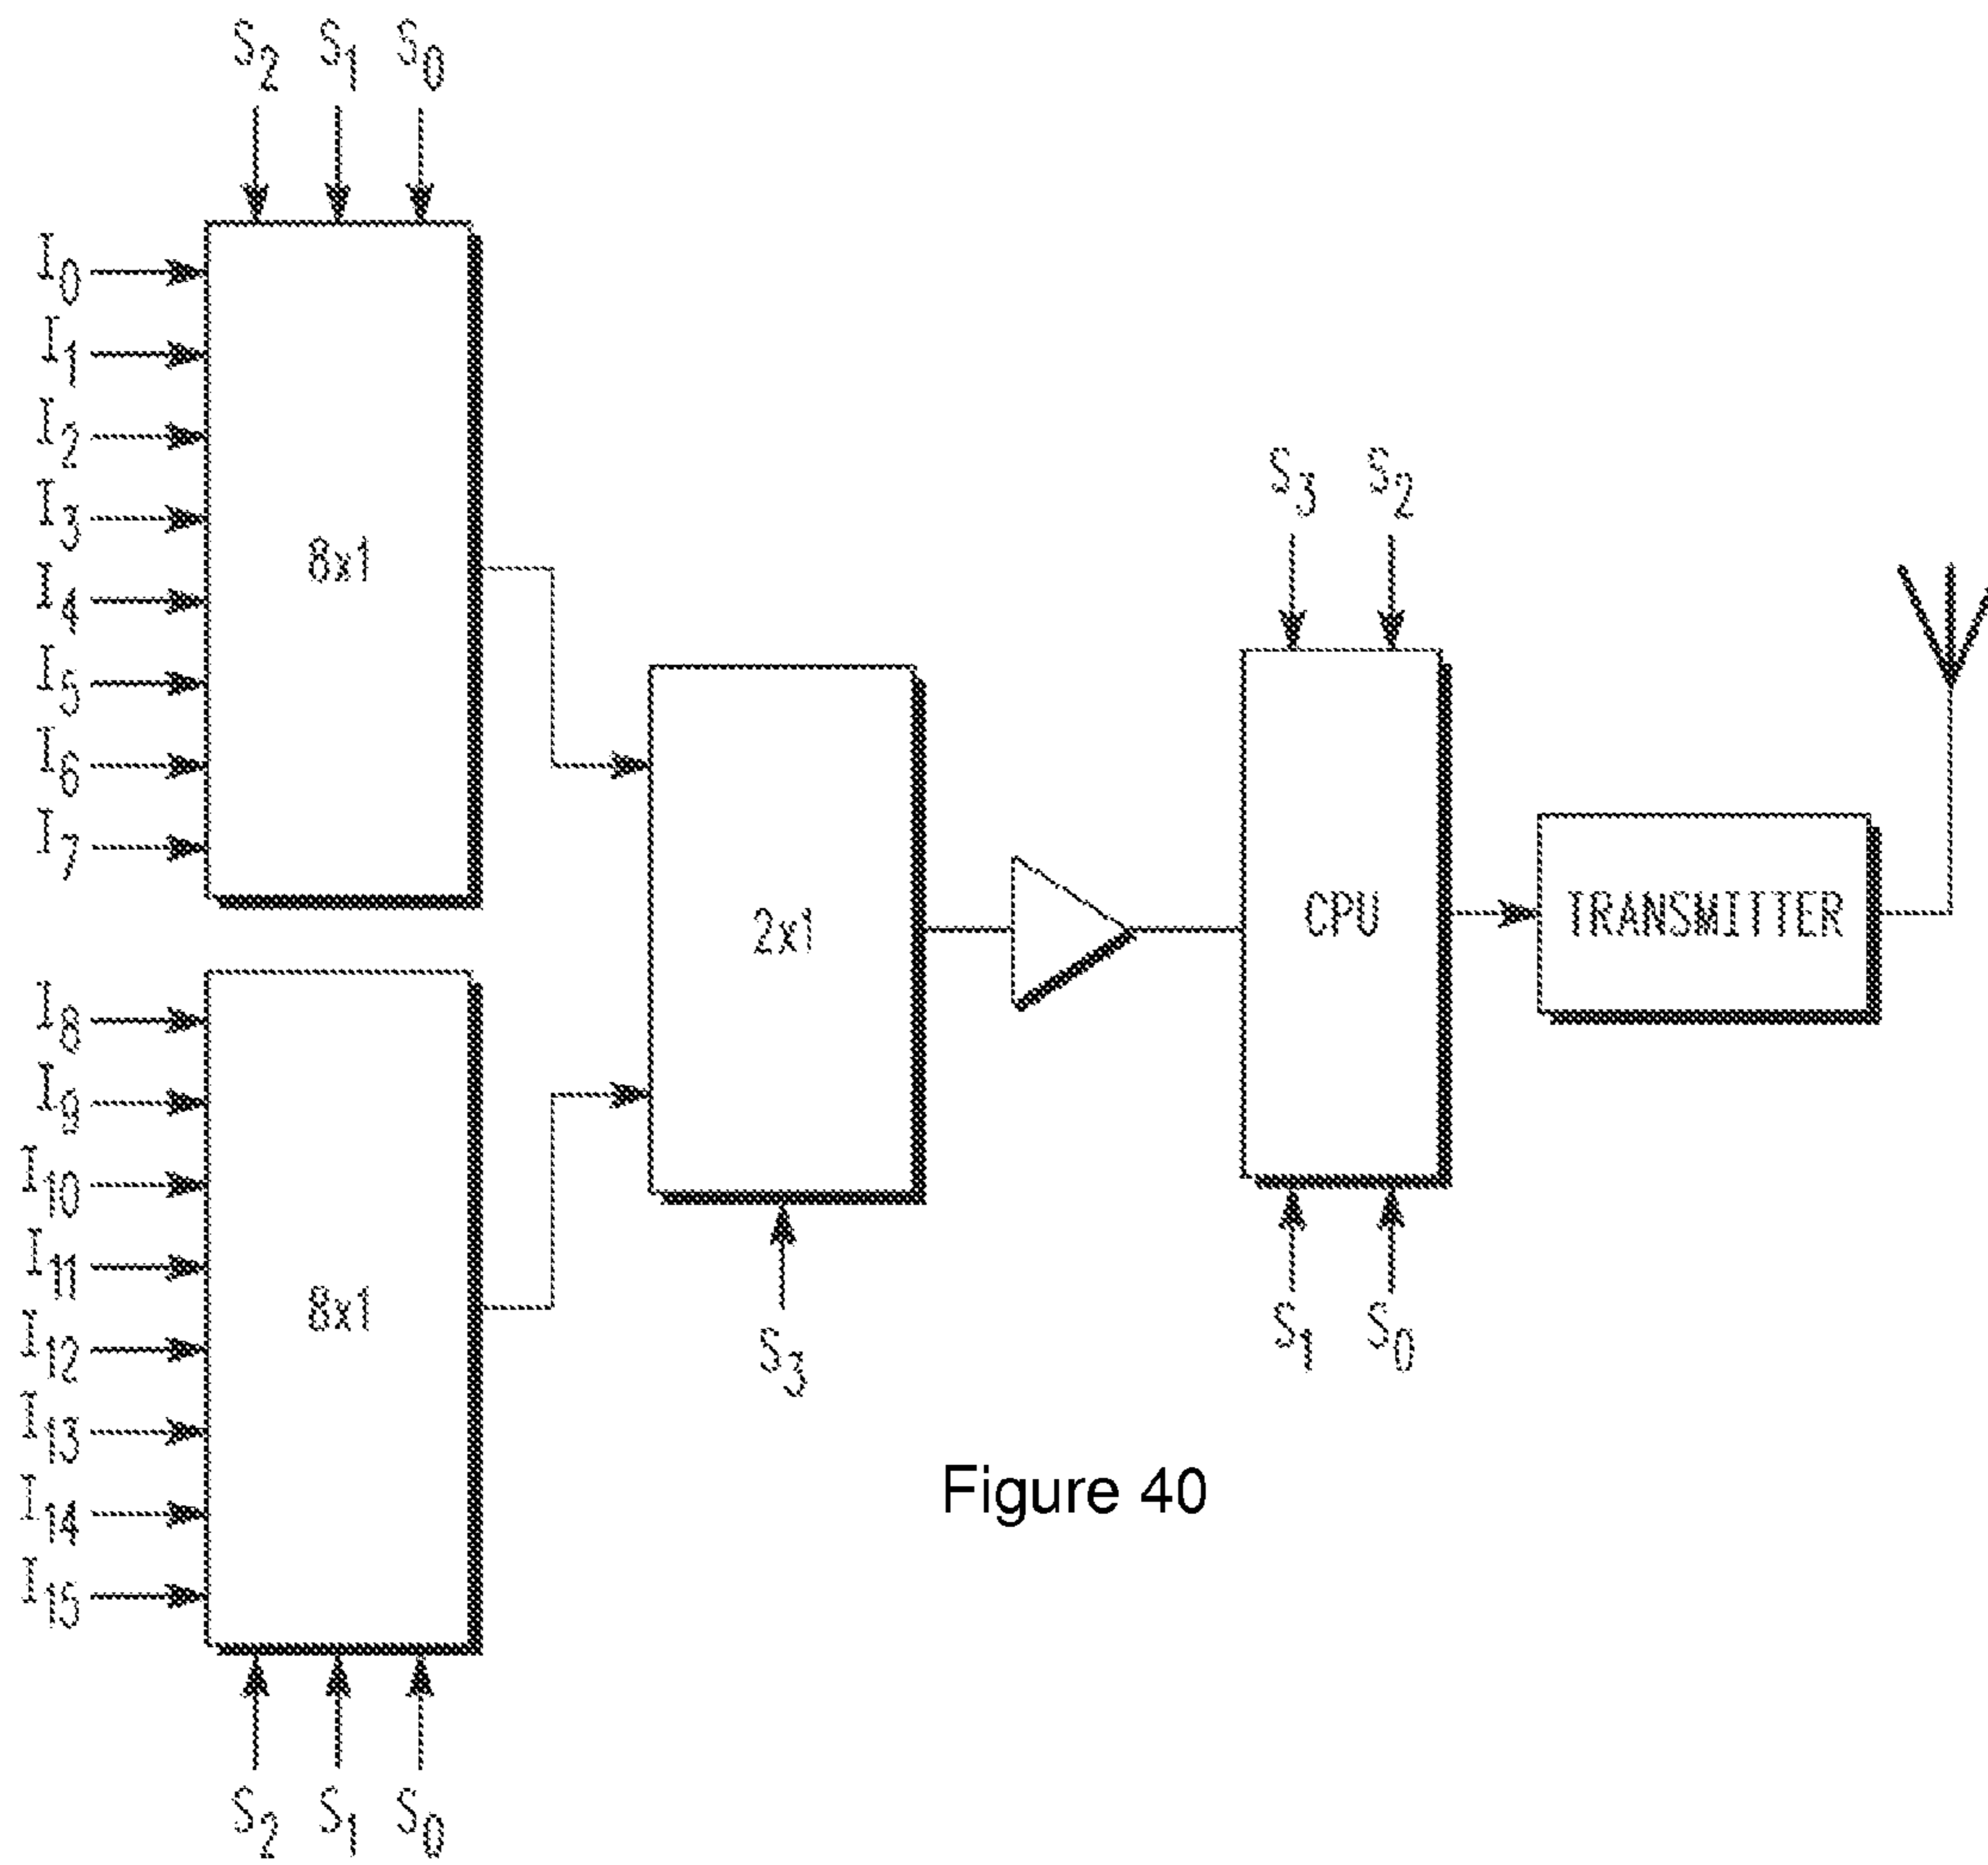 S2 S1 S0
I0
I1
I2
I3
I4
I5
I6
I7
8x1
I8
I9
I10
I11
I12
I13
I14
I15
8x1
S2 S1 S0
2x1
S3
S3 S2
CPU
S1 S0
TRANSMITTER
Figure 40